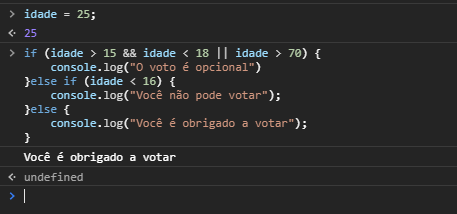 > idade = 25;
<· 25
> if (idade > 15 && idade < 18 || idade > 70) {
console.log("O voto é opcional")
}else if (idade < 16) {
console.log("Você não pode votar");
}else {
console.log("Você é obrigado a votar");
}
Você é obrigado a votar
<· undefined
>